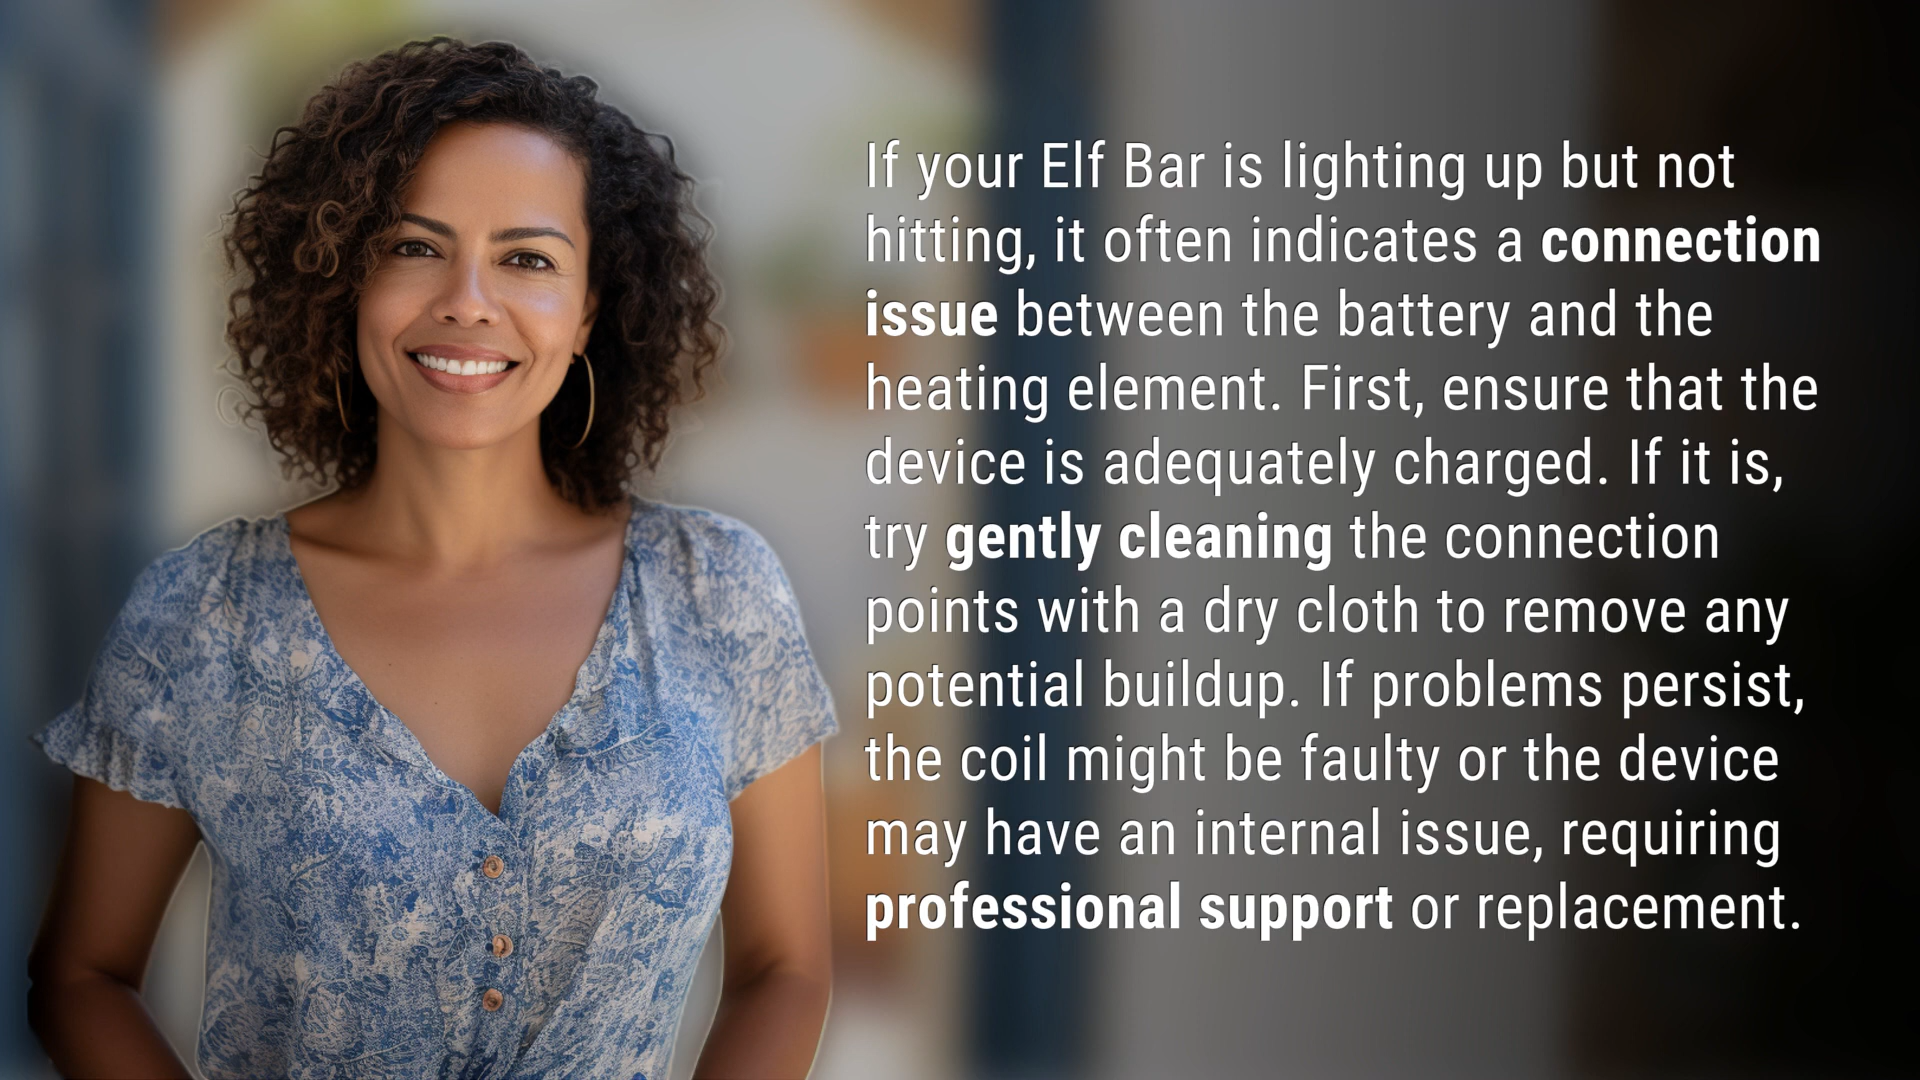 If your Elf Bar is lighting up but not
hitting, it often indicates a connection
issue between the battery and the
heating element. First, ensure that the
device is adequately charged. If it is,
try gently cleaning the connection
points with a dry cloth to remove any
potential buildup. If problems persist,
the coil might be faulty or the device
may have an internal issue, requiring
professional support or replacement.